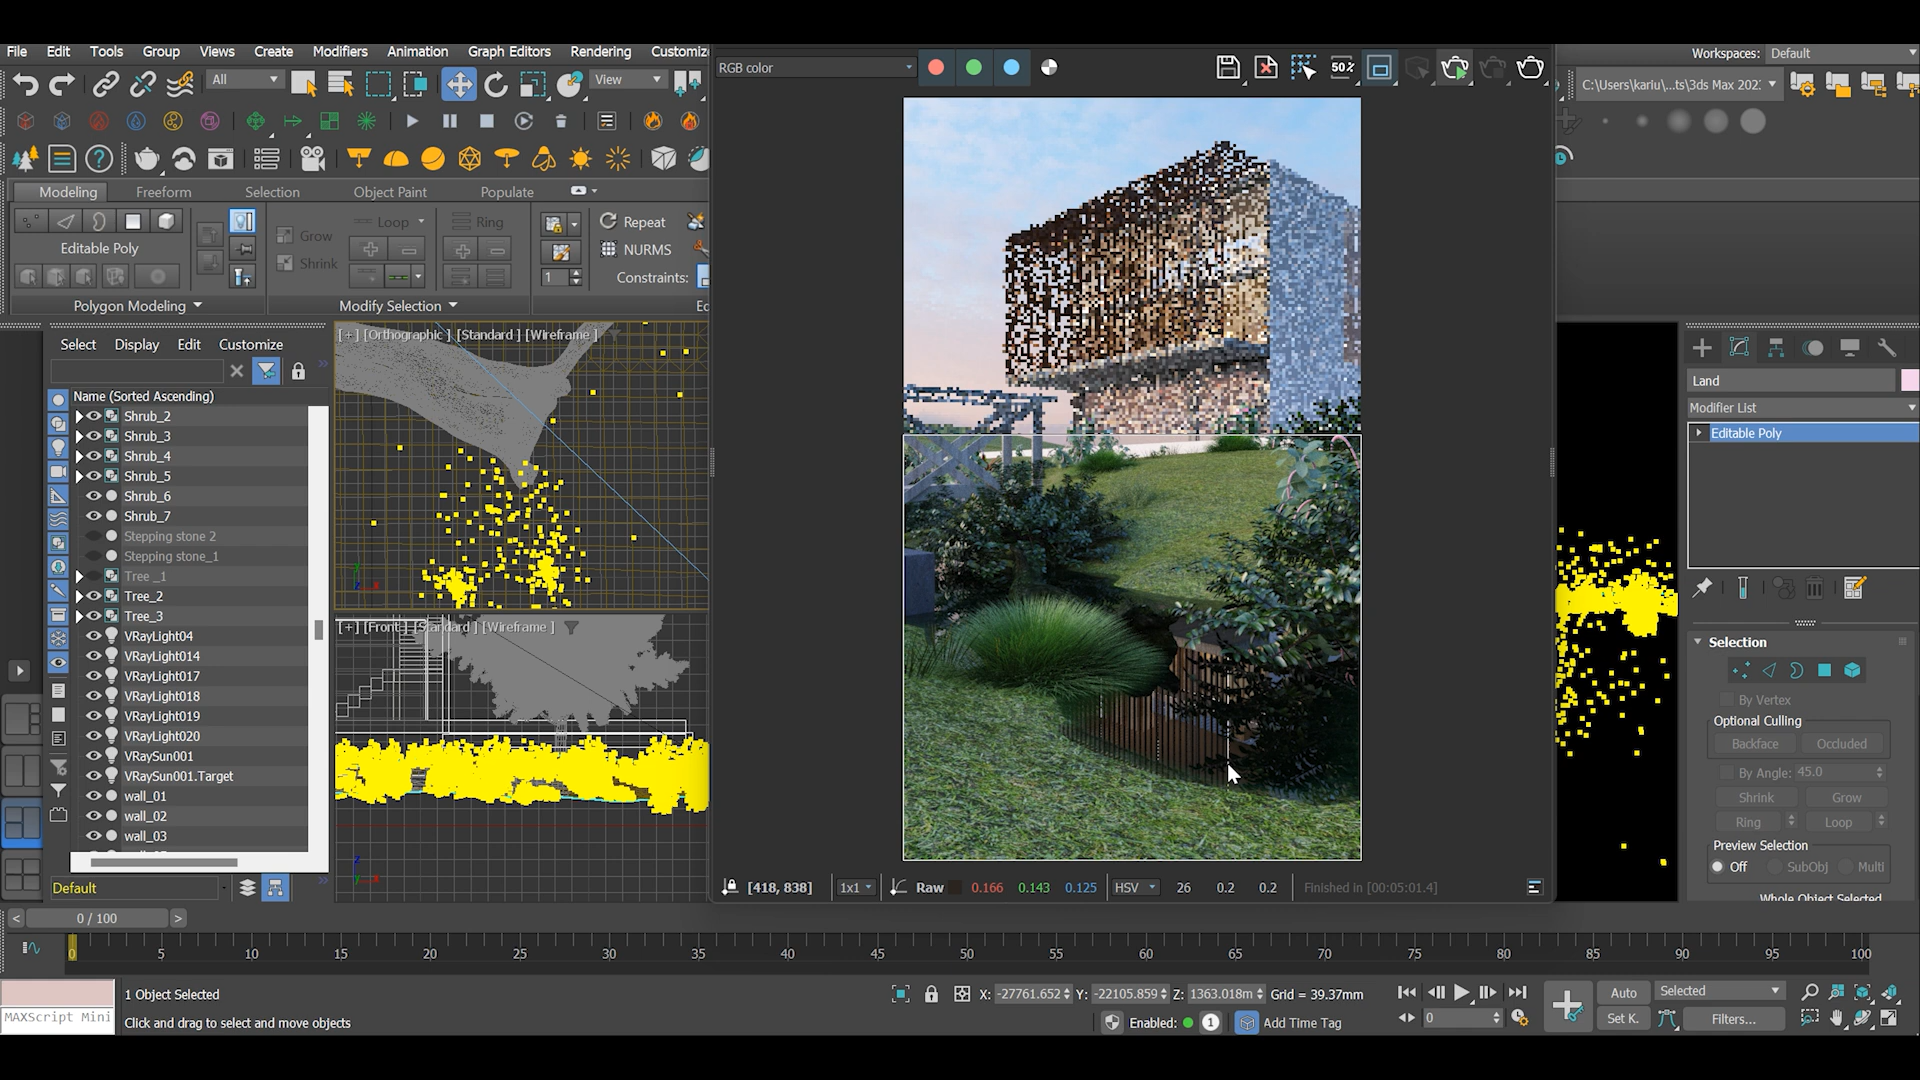 File Edit Tools Group Views Create Modifiers Animation Graph Editors Rendering Customize
Workspaces: Default
RGB color
50%
All
View
C:\Users\karlu\...ts\3ds Max 202
Modeling Freeform Selection Object Paint Populate
Loop Ring Repeat
Editable Poly
Grow
NURMS
Shrink
1
Constraints:
Polygon Modeling
Modify Selection
[+] [Orthographic ] [Standard ] [Wireframe ]
Select Display Edit Customize
Name (Sorted Ascending)
Shrub_2
Shrub_3
Shrub_4
Shrub_5
Shrub_6
Shrub_7
Stepping stone 2
Stepping stone_1
Tree _1
Tree_2
Tree_3
VRayLight04
VRayLight014
VRayLight017
VRayLight018
VRayLight019
VRayLight020
VRaySun001
VRaySun001.Target
wall_01
wall_02
wall_03
Default
[+] [Front ] [Standard ] [Wireframe ]
Land
Modifier List
Editable Poly
Selection
By Vertex
Optional Culling
Backface Occluded
By Angle: 45.0
Shrink Grow
Ring Loop
Preview Selection
Off SubObj Multi
Whole Object Selected
[418, 838] 1x1 Raw 0.166 0.143 0.125 HSV 26 0.2 0.2 Finished in [00:05:01.4]
< 0 / 100 >
0 5 10 15 20 25 30 35 40 45 50 55 60 65 70 75 80 85 90 95 100
1 Object Selected
X: -27761.652 Y: -22105.859 Z: 1363.018m Grid = 39.37mm
Auto Selected
MAXScript Mini
Click and drag to select and move objects
Enabled: 1 Add Time Tag
0
Set K. Filters...